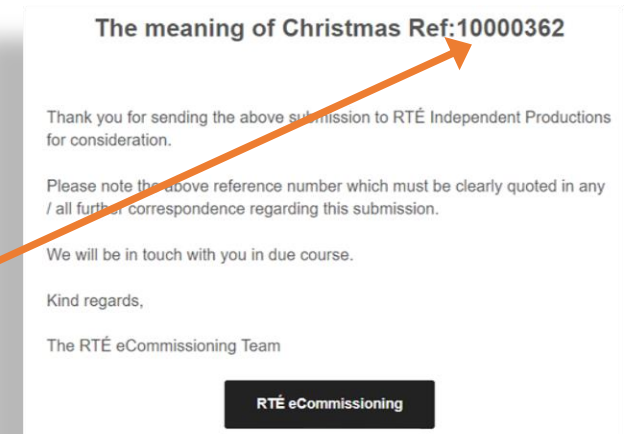 The meaning of Christmas Ref:10000362
Thank you for sending the above submission to RTÉ Independent Productions
for consideration.
Please note the above reference number which must be clearly quoted in any
/ all further correspondence regarding this submission.
We will be in touch with you in due course.
Kind regards,
The RTÉ eCommissioning Team
RTÉ eCommissioning